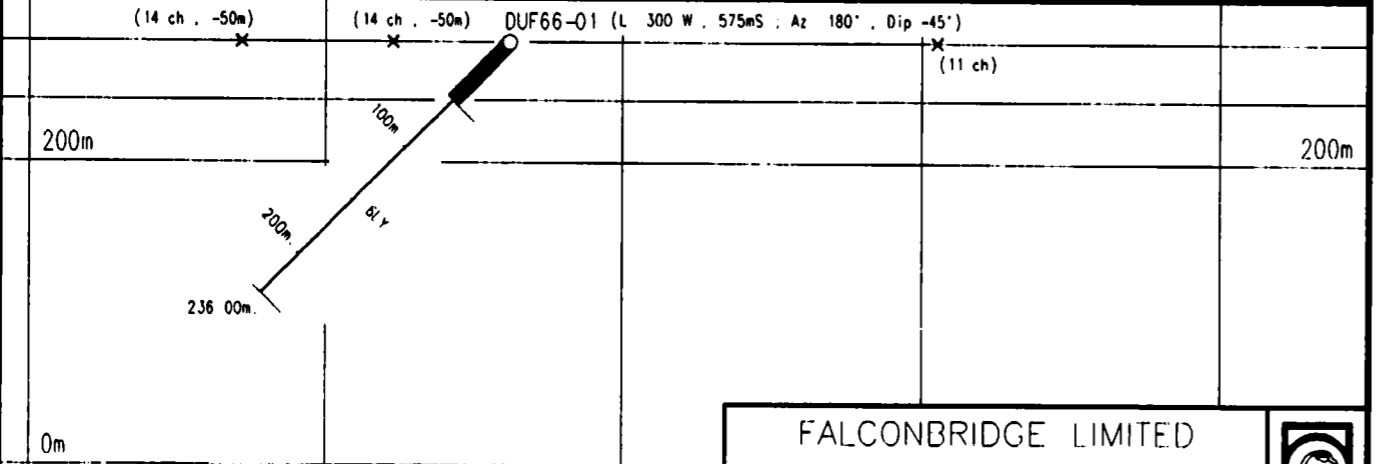 (14 ch , -50m) (14 ch , -50m) DUF66-01 (L 300 W , 575mS ; Az 180° , Dip -45°)
(11 ch)
100m
200m 200m
200m.
6l Y
236 00m.
0m
FALCONBRIDGE LIMITED